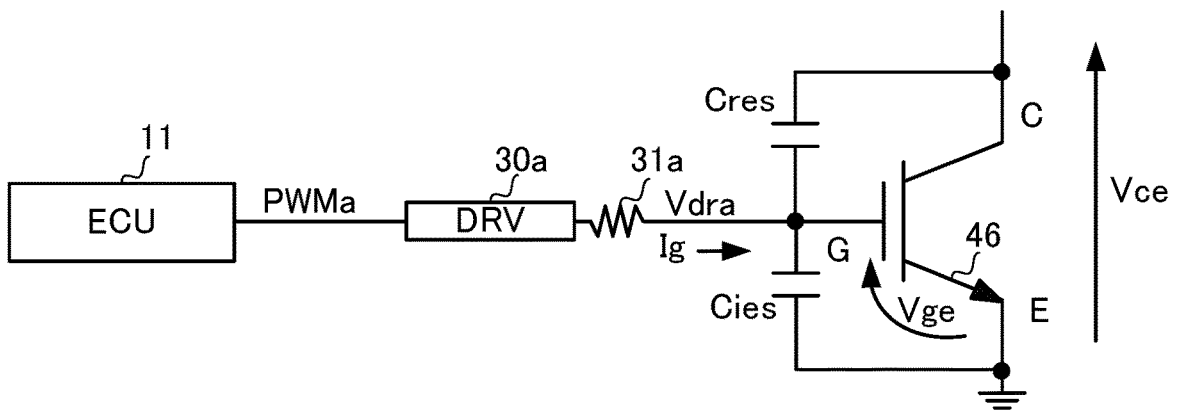 11
ECU
PWMa
30a
DRV
31a
Vdra
Ig
Cres
Cies
G
C
46
Vge
E
Vce